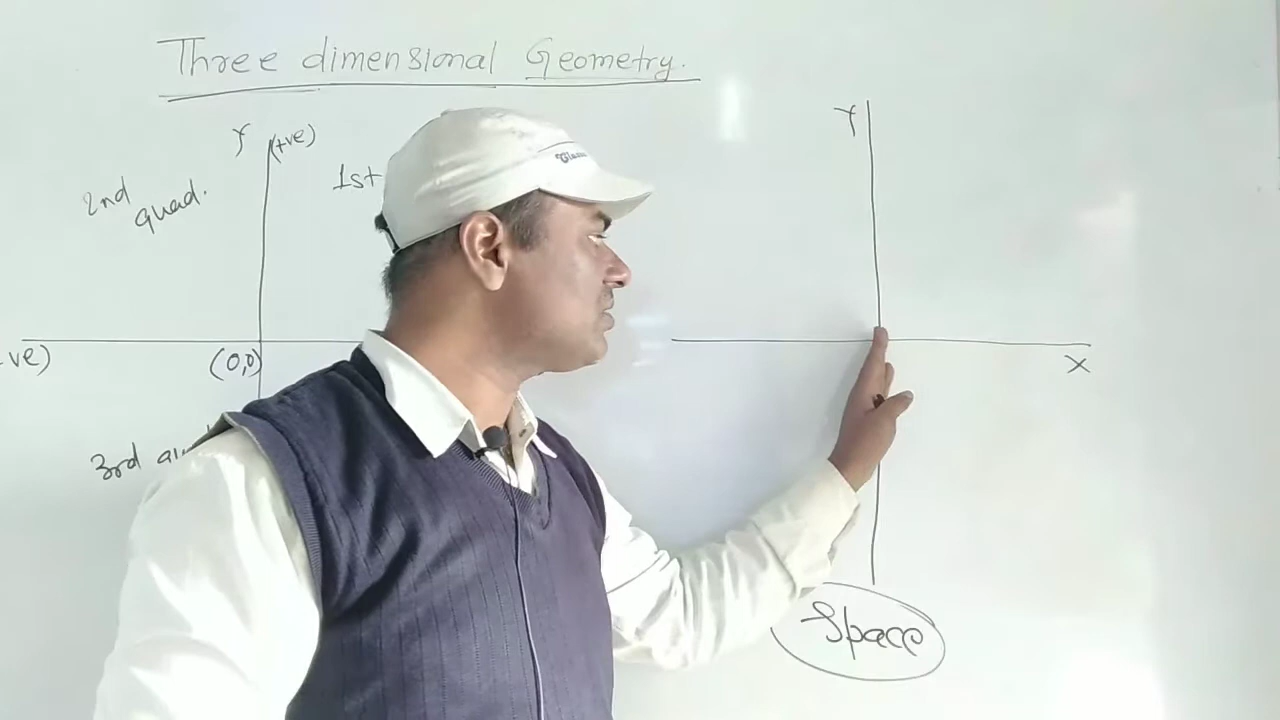 Three dimensional Geometry.
Y (+ve)
1st
2nd
quad.
ve)
(0,0)
3rd
Y
X
Space